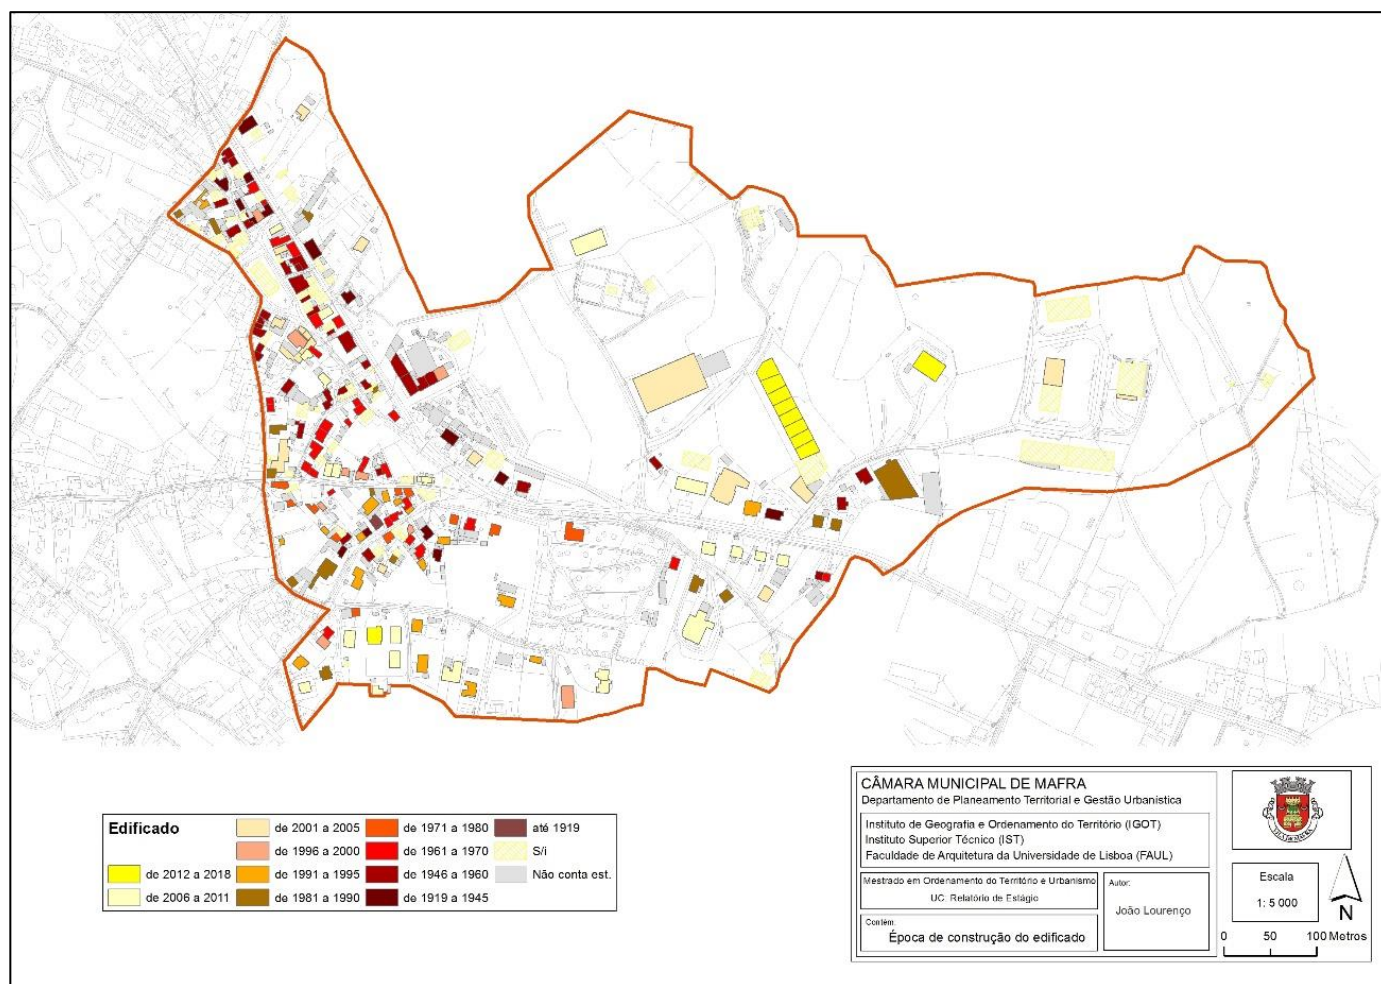 Edificado
de 2012 a 2018
de 2006 a 2011
de 2001 a 2005
de 1996 a 2000
de 1991 a 1995
de 1981 a 1990
de 1971 a 1980
de 1961 a 1970
de 1946 a 1960
de 1919 a 1945
até 1919
S/i
Não conta est.
CÂMARA MUNICIPAL DE MAFRA
Departamento de Planeamento Territorial e Gestão Urbanística
Instituto de Geografia e Ordenamento do Território (IGOT)
Instituto Superior Técnico (IST)
Faculdade de Arquitetura da Universidade de Lisboa (FAUL)
Mestrado em Ordenamento do Território e Urbanismo
UC. Relatório de Estágio
Autor:
João Lourenço
Contém:
Época de construção do edificado
Escala
1: 5 000
N
0 50 100 Metros